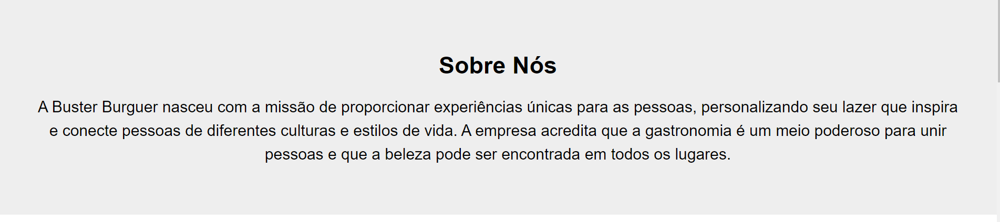 Sobre Nós
A Buster Burguer nasceu com a missão de proporcionar experiências únicas para as pessoas, personalizando seu lazer que inspira
e conecte pessoas de diferentes culturas e estilos de vida. A empresa acredita que a gastronomia é um meio poderoso para unir
pessoas e que a beleza pode ser encontrada em todos os lugares.